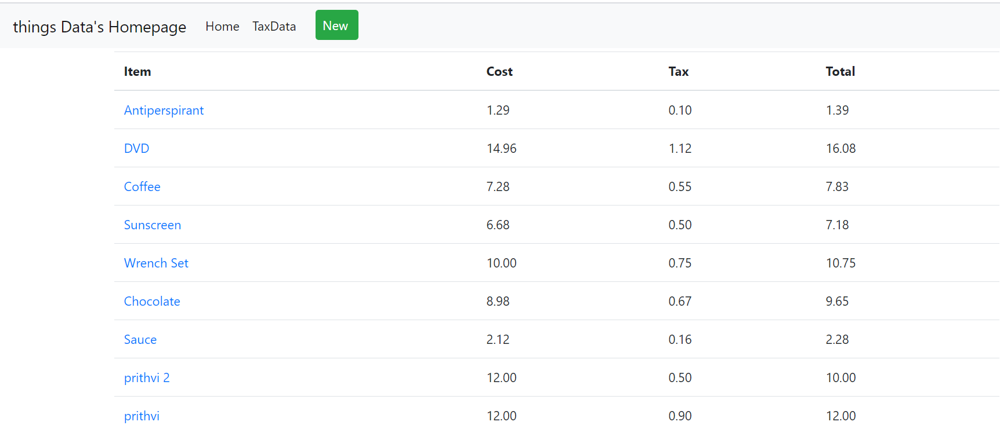 things Data's Homepage Home TaxData New
Item Cost Tax Total
Antiperspirant 1.29 0.10 1.39
DVD 14.96 1.12 16.08
Coffee 7.28 0.55 7.83
Sunscreen 6.68 0.50 7.18
Wrench Set 10.00 0.75 10.75
Chocolate 8.98 0.67 9.65
Sauce 2.12 0.16 2.28
prithvi 2 12.00 0.50 10.00
prithvi 12.00 0.90 12.00